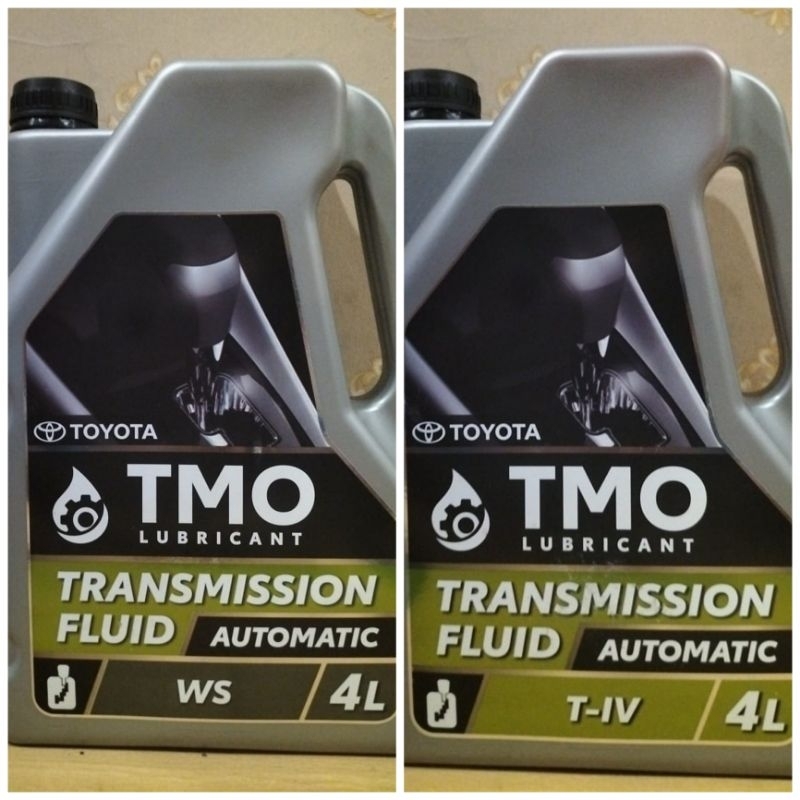 TOYOTA
TMO
LUBRICANT
TRANSMISSION
FLUID AUTOMATIC
WS 4L
TOYOTA
TMO
LUBRICANT
TRANSMISSION
FLUID AUTOMATIC
T-IV 4L